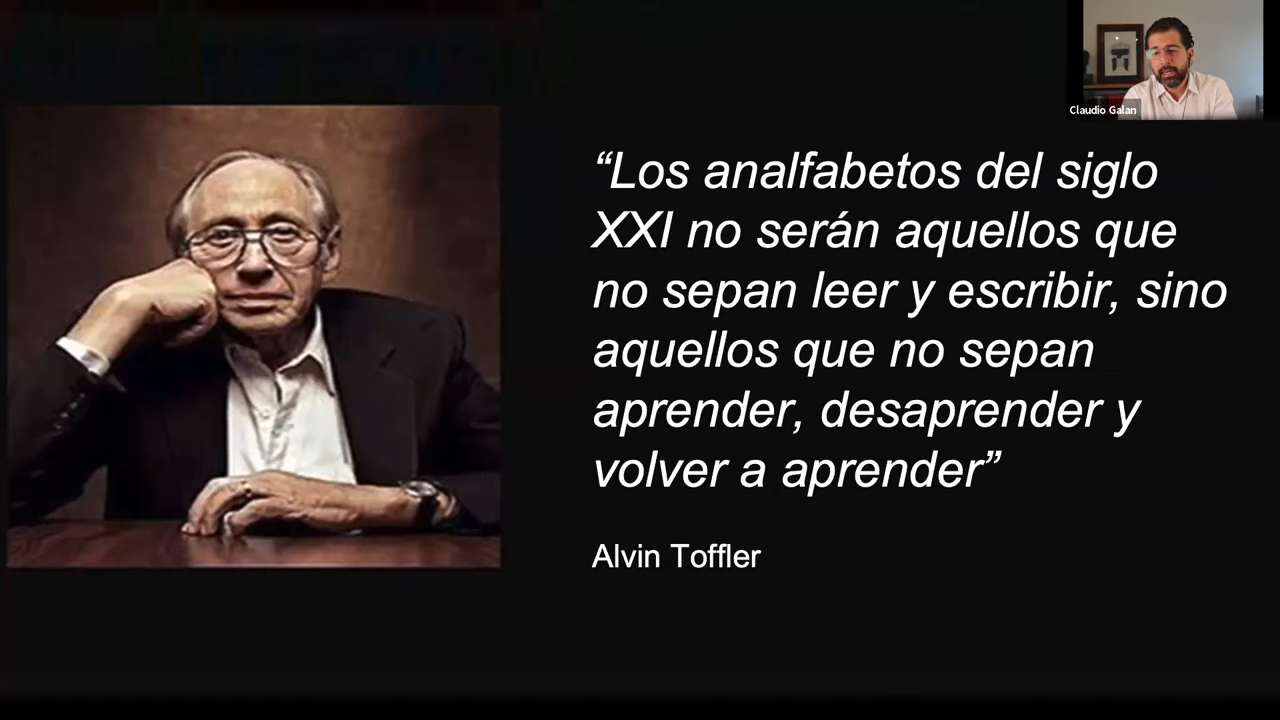 Claudio Galan
“Los analfabetos del siglo
XXI no serán aquellos que
no sepan leer y escribir, sino
aquellos que no sepan
aprender, desaprender y
volver a aprender”
Alvin Toffler